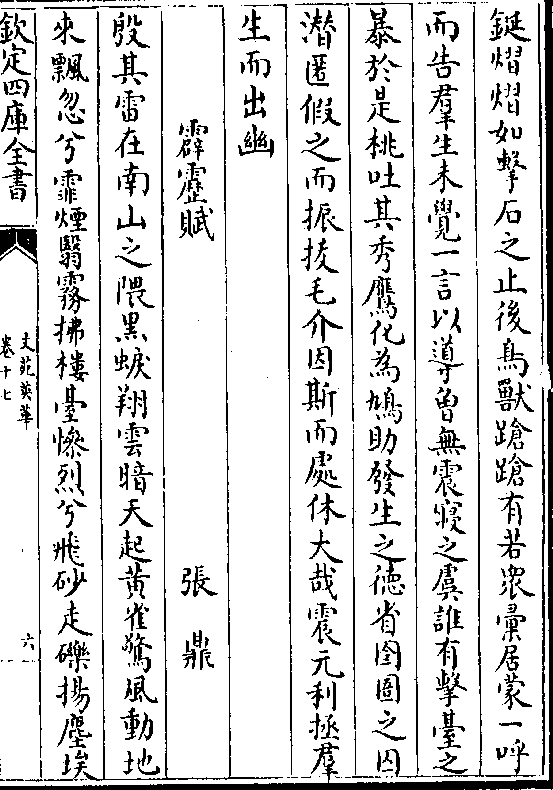 鋋熠熠如擊石之止後鳥獸蹌蹌有若衆彙居蒙一呼
而告羣生未覺一言以導曽無震寢之虞誰有擊臺之
暴於是桃吐其秀鷹化為鳩助發生之徳省囹圄之囚
潜匿假之而振㧞毛介因斯而處休大哉震元利拯羣
生而出幽
霹靂賦 張鼎
殷其雷在南山之隈黒蜧翔雲暗天起黄雀驚風動地
來飄忽兮霏煙翳霧拂樓臺慘烈兮飛砂走礫揚塵埃
欽定四庫全書
文苑英華
卷十七
六